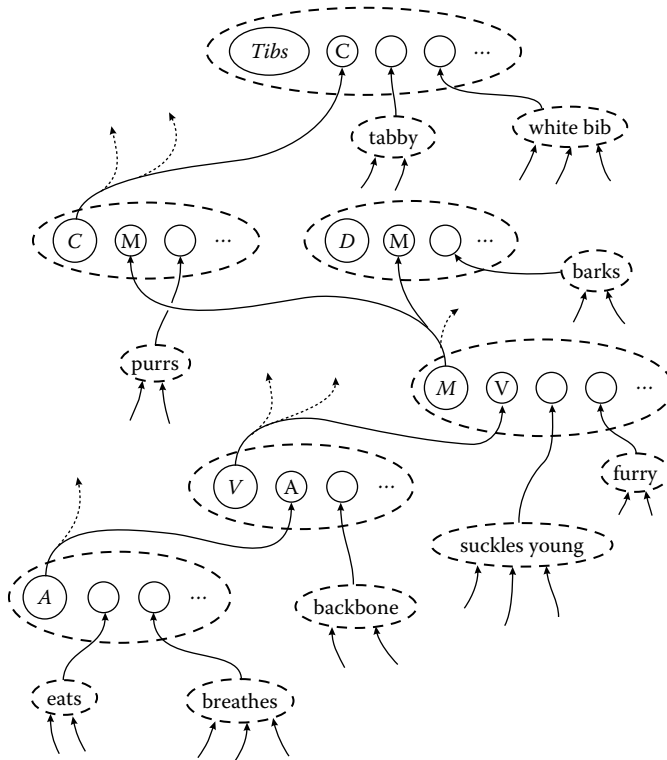 Tibs C ...
tabby
white bib
C M ...
D M ...
barks
purrs
M V ...
V A ...
furry
suckles young
A ...
backbone
eats
breathes